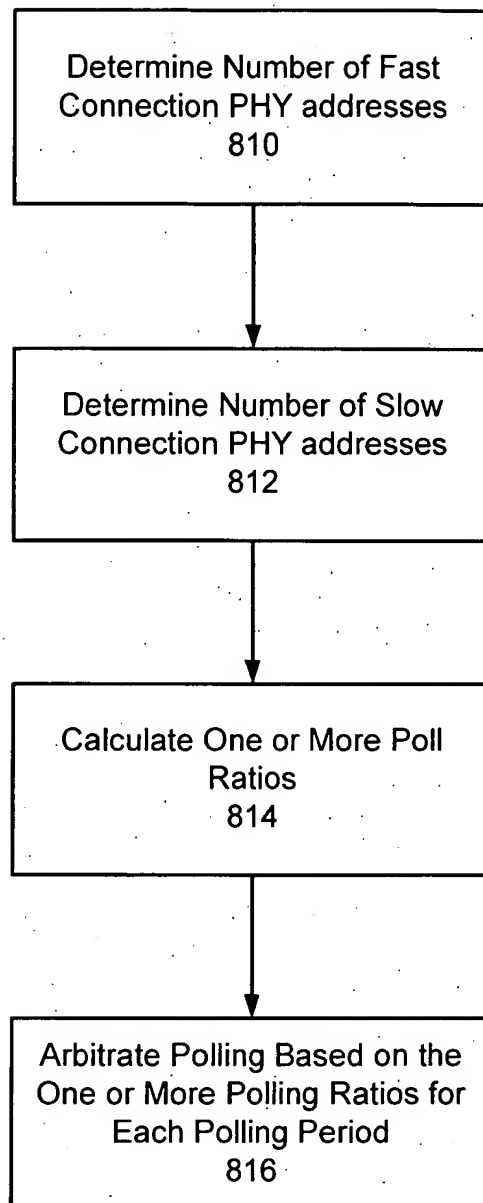 Determine Number of Fast
Connection PHY addresses
810
Determine Number of Slow
Connection PHY addresses
812
Calculate One or More Poll
Ratios
814
Arbitrate Polling Based on the
One or More Polling Ratios for
Each Polling Period
816